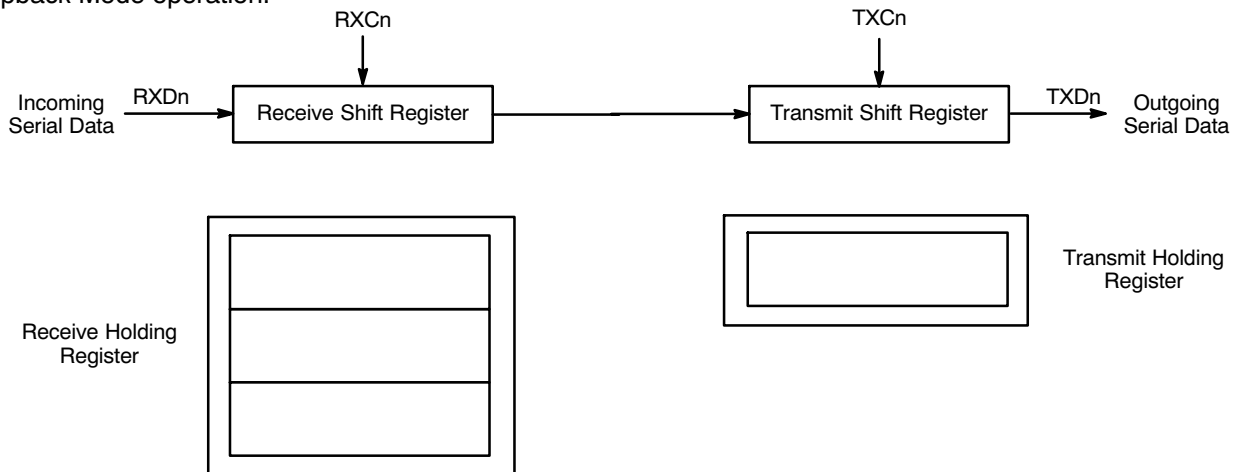 pback Mode operation.
RXCn
TXCn
Incoming
Serial Data
RXDn
Receive Shift Register
Transmit Shift Register
TXDn
Outgoing
Serial Data
Transmit Holding
Register
Receive Holding
Register